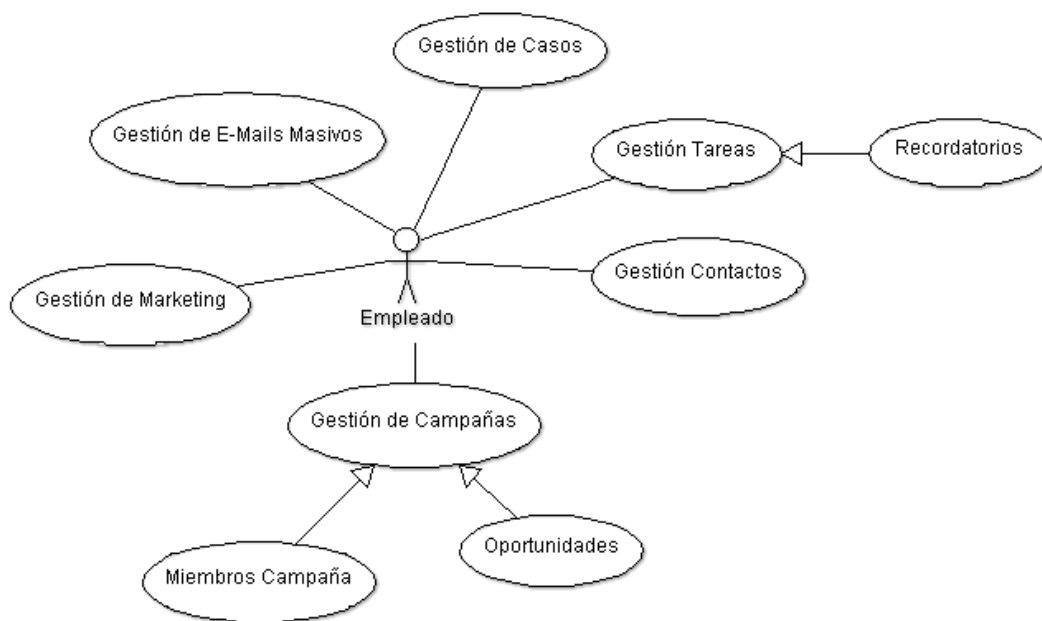 Gestión de Casos
Gestión de E-Mails Masivos
Gestión Tareas
Recordatorios
Gestión Contactos
Gestión de Marketing
Empleado
Gestión de Campañas
Oportunidades
Miembros Campaña